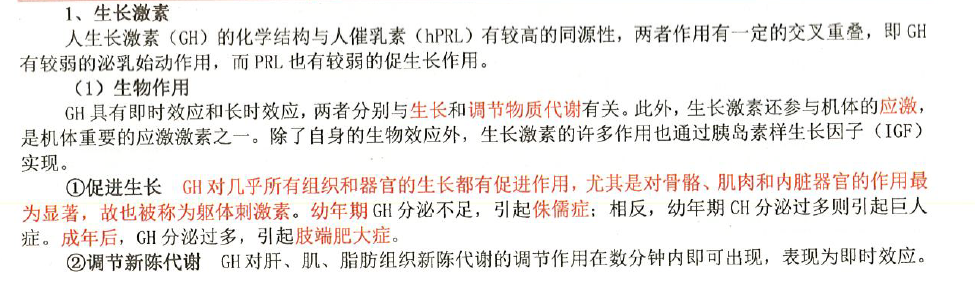 1、生长激素
人生长激素（GH）的化学结构与人催乳素（hPRL）有较高的同源性，两者作用有一定的交叉重叠，即 GH
有较弱的泌乳始动作用，而 PRL 也有较弱的促生长作用。
（1）生物作用
GH 具有即时效应和长时效应，两者分别与生长和调节物质代谢有关。此外，生长激素还参与机体的应激，
是机体重要的应激激素之一。除了自身的生物效应外，生长激素的许多作用也通过胰岛素样生长因子（IGF）
实现。
①促进生长 GH 对几乎所有组织和器官的生长都有促进作用，尤其是对骨骼、肌肉和内脏器官的作用最
为显著，故也被称为躯体刺激素。幼年期 GH 分泌不足，引起侏儒症；相反，幼年期 CH 分泌过多则引起巨人
症。成年后，GH 分泌过多，引起肢端肥大症。
②调节新陈代谢 GH 对肝、肌、脂肪组织新陈代谢的调节作用在数分钟内即可出现，表现为即时效应。